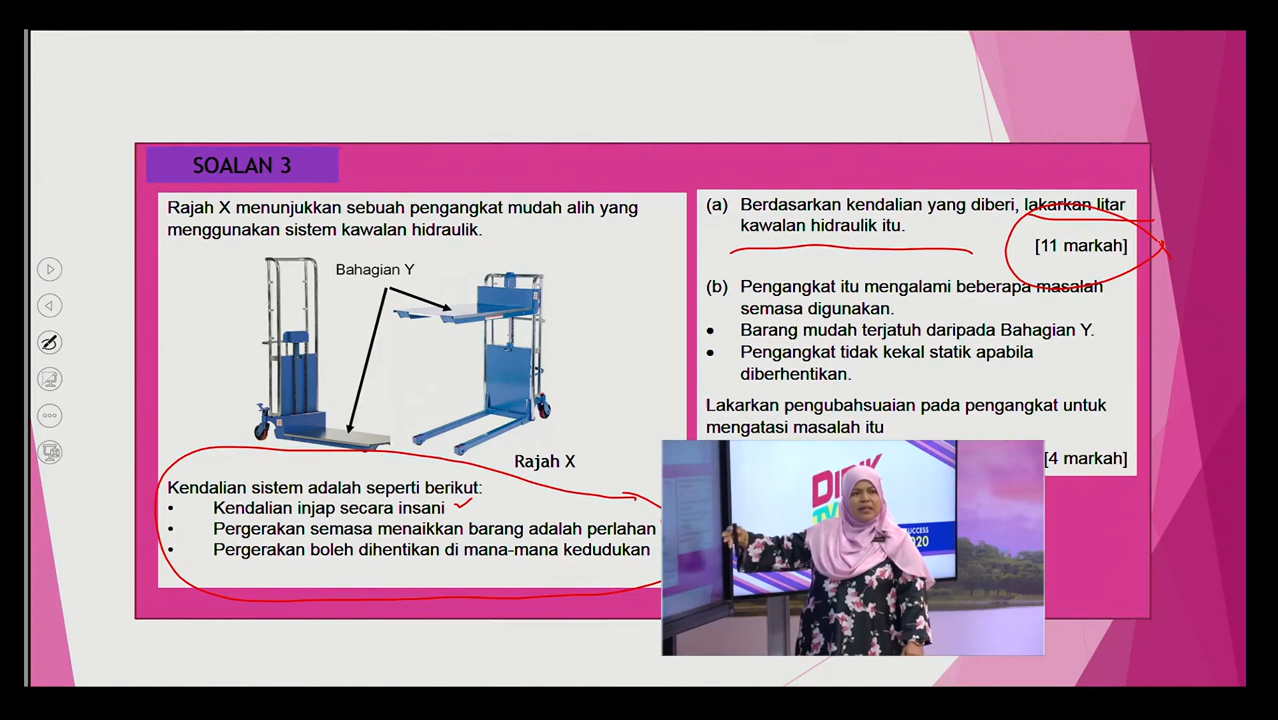 SOALAN 3
Rajah X menunjukkan sebuah pengangkat mudah alih yang
menggunakan sistem kawalan hidraulik.
Bahagian Y
Rajah X
Kendalian sistem adalah seperti berikut:
• Kendalian injap secara insani
• Pergerakan semasa menaikkan barang adalah perlahan
• Pergerakan boleh dihentikan di mana-mana kedudukan
(a) Berdasarkan kendalian yang diberi, lakarkan litar
kawalan hidraulik itu.
[11 markah]
(b) Pengangkat itu mengalami beberapa masalah
semasa digunakan.
• Barang mudah terjatuh daripada Bahagian Y.
• Pengangkat tidak kekal statik apabila
diberhentikan.
Lakarkan pengubahsuaian pada pengangkat untuk
mengatasi masalah itu
[4 markah]
DIDIK
TV